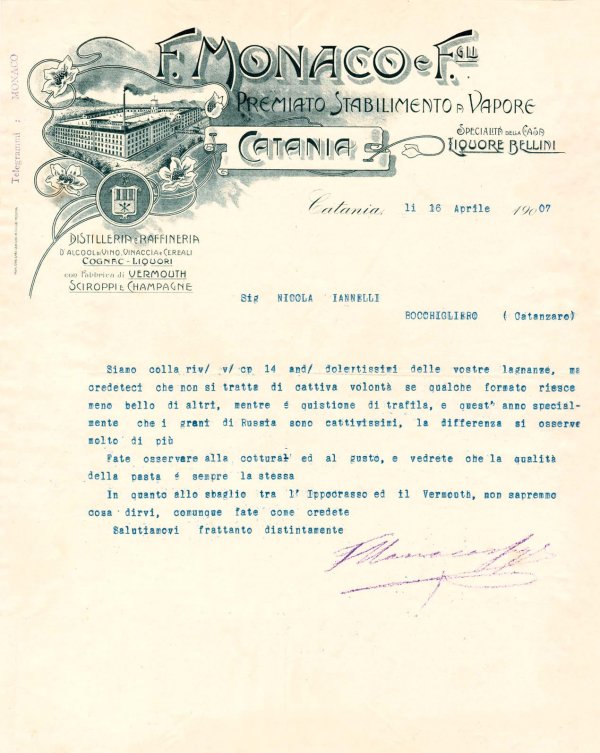 F. MONACO e F.GLI
PREMIATO STABILIMENTO A VAPORE
CATANIA
SPECIALITÀ DELLA CASA
LIQUORE BELLINI
Telegrammi : MONACO
Catania, li 16 Aprile 1900 07
DISTILLERIA E RAFFINERIA
D'ALCOOL DI VINO, VINACCIA E CEREALI
COGNAC - LIQUORI
con Fabbrica di VERMOUTH
SCIROPPI E CHAMPAGNE
Sig NICOLA IANNELLI
BOCCHIGLIERO ( Catanzaro)
Siamo colla riv/ v/ cp 14 and/ dolertissimi delle vostre lagnanze, ma
credeteci che non si tratta di cattiva volontà se qualche formato riesce
meno bello di altri, mentre é quistione di trafila, e quest' anno special-
mente che i grani di Russia sono cattivissimi, la differenza si osserva
molto di più
Fate osservare alla cottural ed al gusto, e vedrete che la qualità
della pasta é sempre la stessa
In quanto allo sbaglio tra l' Ippocrasso ed il Vermouth, non sapremmo
cosa dirvi, comunque fate come credete
Salutiamovi frattanto distintamente